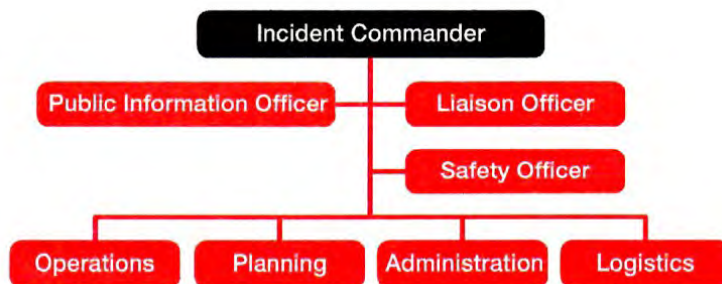 Incident Commander
Public Information Officer
Liaison Officer
Safety Officer
Operations
Planning
Administration
Logistics